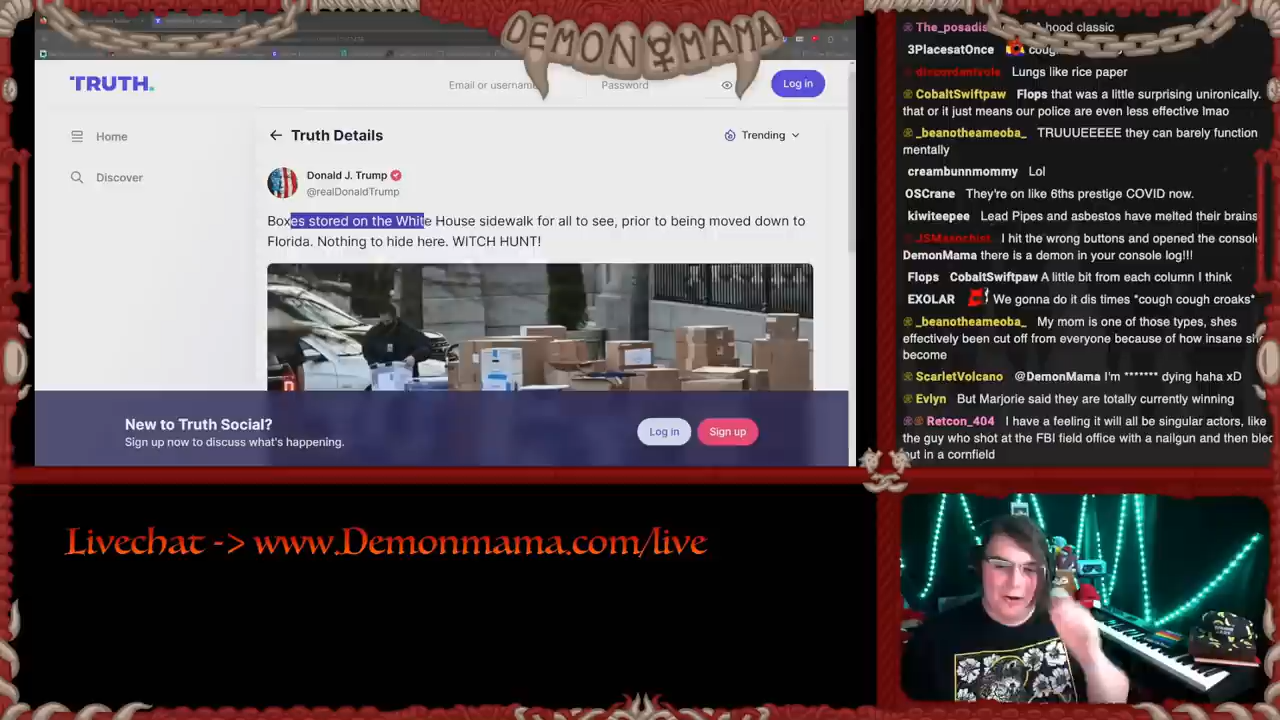 DEMON MAMA
TRUTH.
Email or username
Password
Log in
Home
Discover
Truth Details
Trending
Donald J. Trump
@realDonaldTrump
Boxes stored on the White House sidewalk for all to see, prior to being moved down to
Florida. Nothing to hide here. WITCH HUNT!
New to Truth Social?
Sign up now to discuss what's happening.
Log in
Sign up
Livechat -> www.Demonmama.com/live
The_posadis hood classic
3PlacesatOnce
Lungs like rice paper
CobaltSwiftpaw Flops that was a little surprising unironically.
that or it just means our police are even less effective lmao
_beanotheameoba_ TRUUUEEEEE they can barely function
mentally
creambunnmommy Lol
OSCrane They're on like 6ths prestige COVID now.
kiwiteepee Lead Pipes and asbestos have melted their brains
I hit the wrong buttons and opened the console
DemonMama there is a demon in your console log!!!
Flops CobaltSwiftpaw A little bit from each column I think
EXOLAR We gonna do it dis times *cough cough croaks*
_beanotheameoba_ My mom is one of those types, shes
effectively been cut off from everyone because of how insane she
become
ScarletVolcano @DemonMama I'm ******* dying haha xD
Evlyn But Marjorie said they are totally currently winning
Retcon_404 I have a feeling it will all be singular actors, like
the guy who shot at the FBI field office with a nailgun and then bled
out in a cornfield